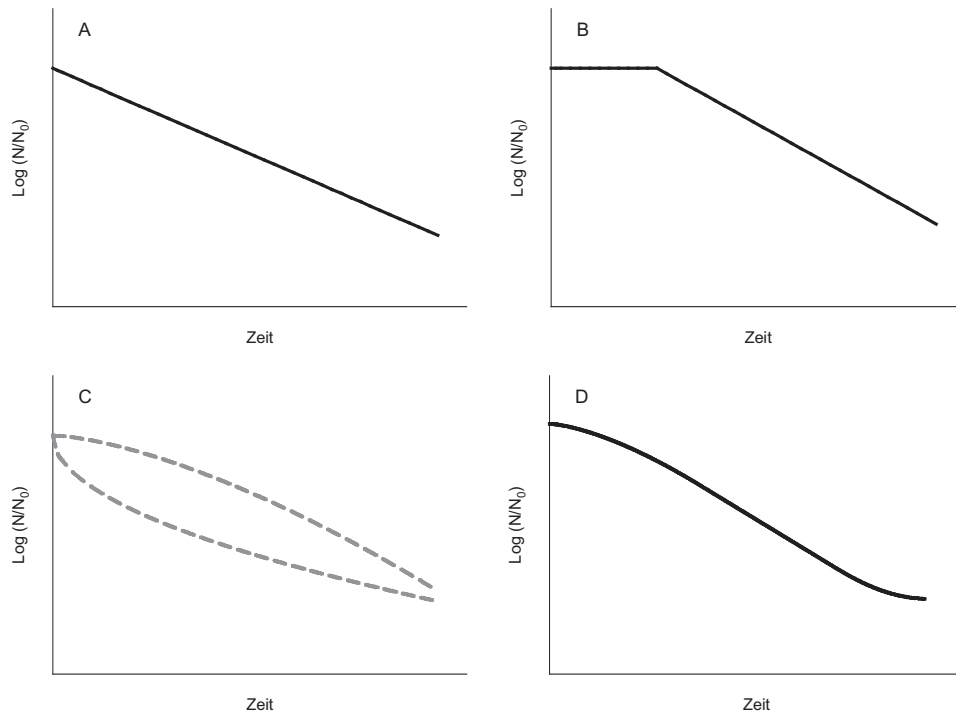 A
Log (N/N0)
Zeit
B
Log (N/N0)
Zeit
C
Log (N/N0)
Zeit
D
Log (N/N0)
Zeit